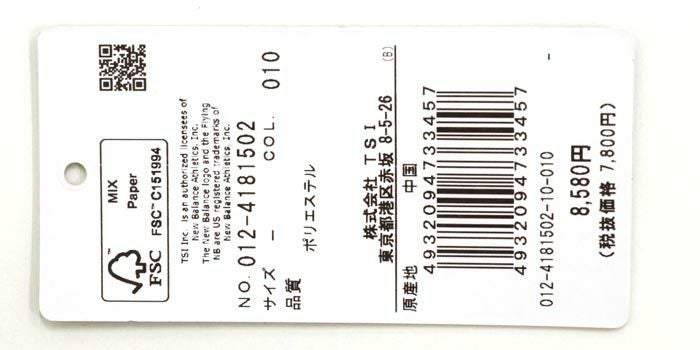 MIX
Paper
FSC™ C151994
™
FSC
TSI Inc. is an authorized licensees of
New Balance Athletics, Inc.
The New Balance logo and the Flying
NB are US registered trademarks of
New Balance Athletics, Inc.
NO. 012-4181502
サイズ - COL. 010
品質
ポリエステル
(B)
株式会社 TSI
東京都港区赤坂 8-5-26
原産地 中国
4932094733457
4932094733457
012-4181502-10-010
-
8,580円
(税抜価格 7,800円)